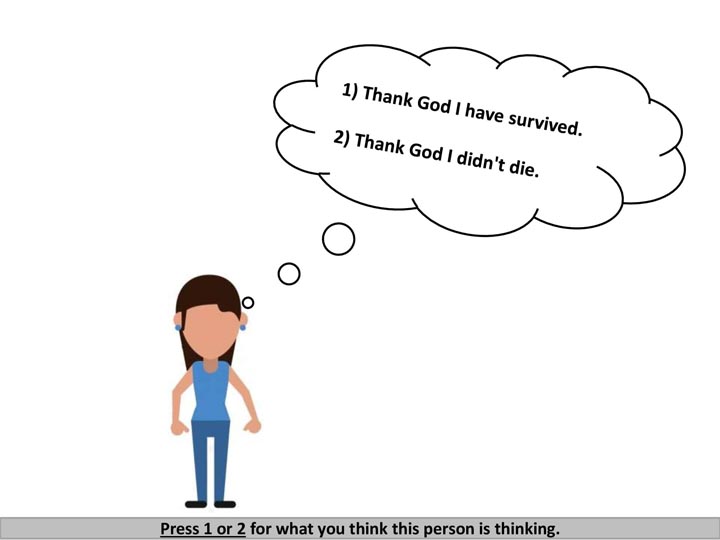 1) Thank God I have survived.
2) Thank God I didn't die.
Press 1 or 2 for what you think this person is thinking.